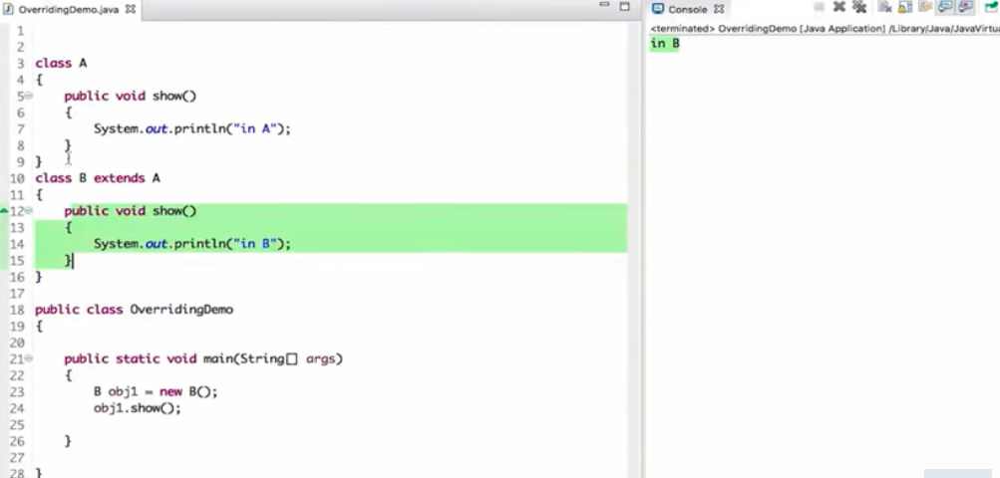 OverridingDemo.java
1
2
3 class A
4 {
5 public void show()
6 {
7 System.out.println("in A");
8 }
9 }
10 class B extends A
11 {
12 public void show()
13 {
14 System.out.println("in B");
15 }
16 }
17
18 public class OverridingDemo
19 {
20
21 public static void main(String[] args)
22 {
23 B obj1 = new B();
24 obj1.show();
25
26 }
27
28 }
Console
<terminated> OverridingDemo [Java Application] /Library/Java/JavaVirtua
in B